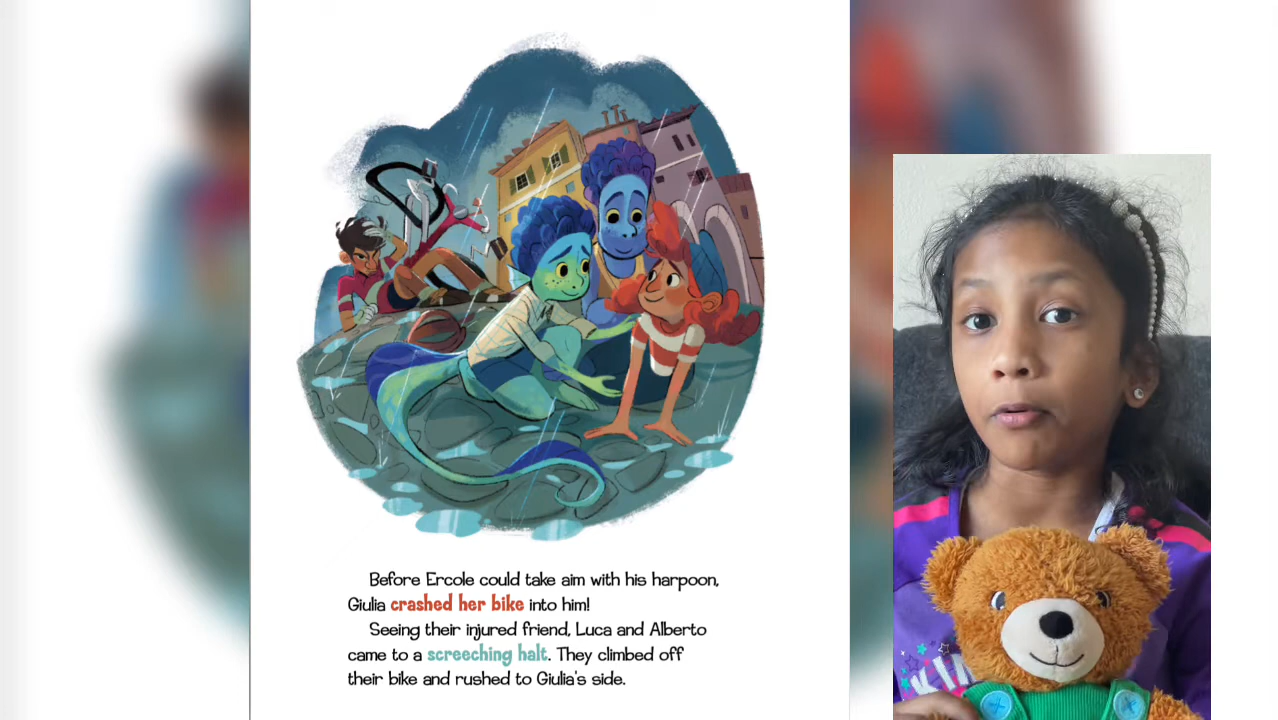 Before Ercole could take aim with his harpoon,
Giulia crashed her bike into him!
Seeing their injured friend, Luca and Alberto
came to a screeching halt. They climbed off
their bike and rushed to Giulia's side.